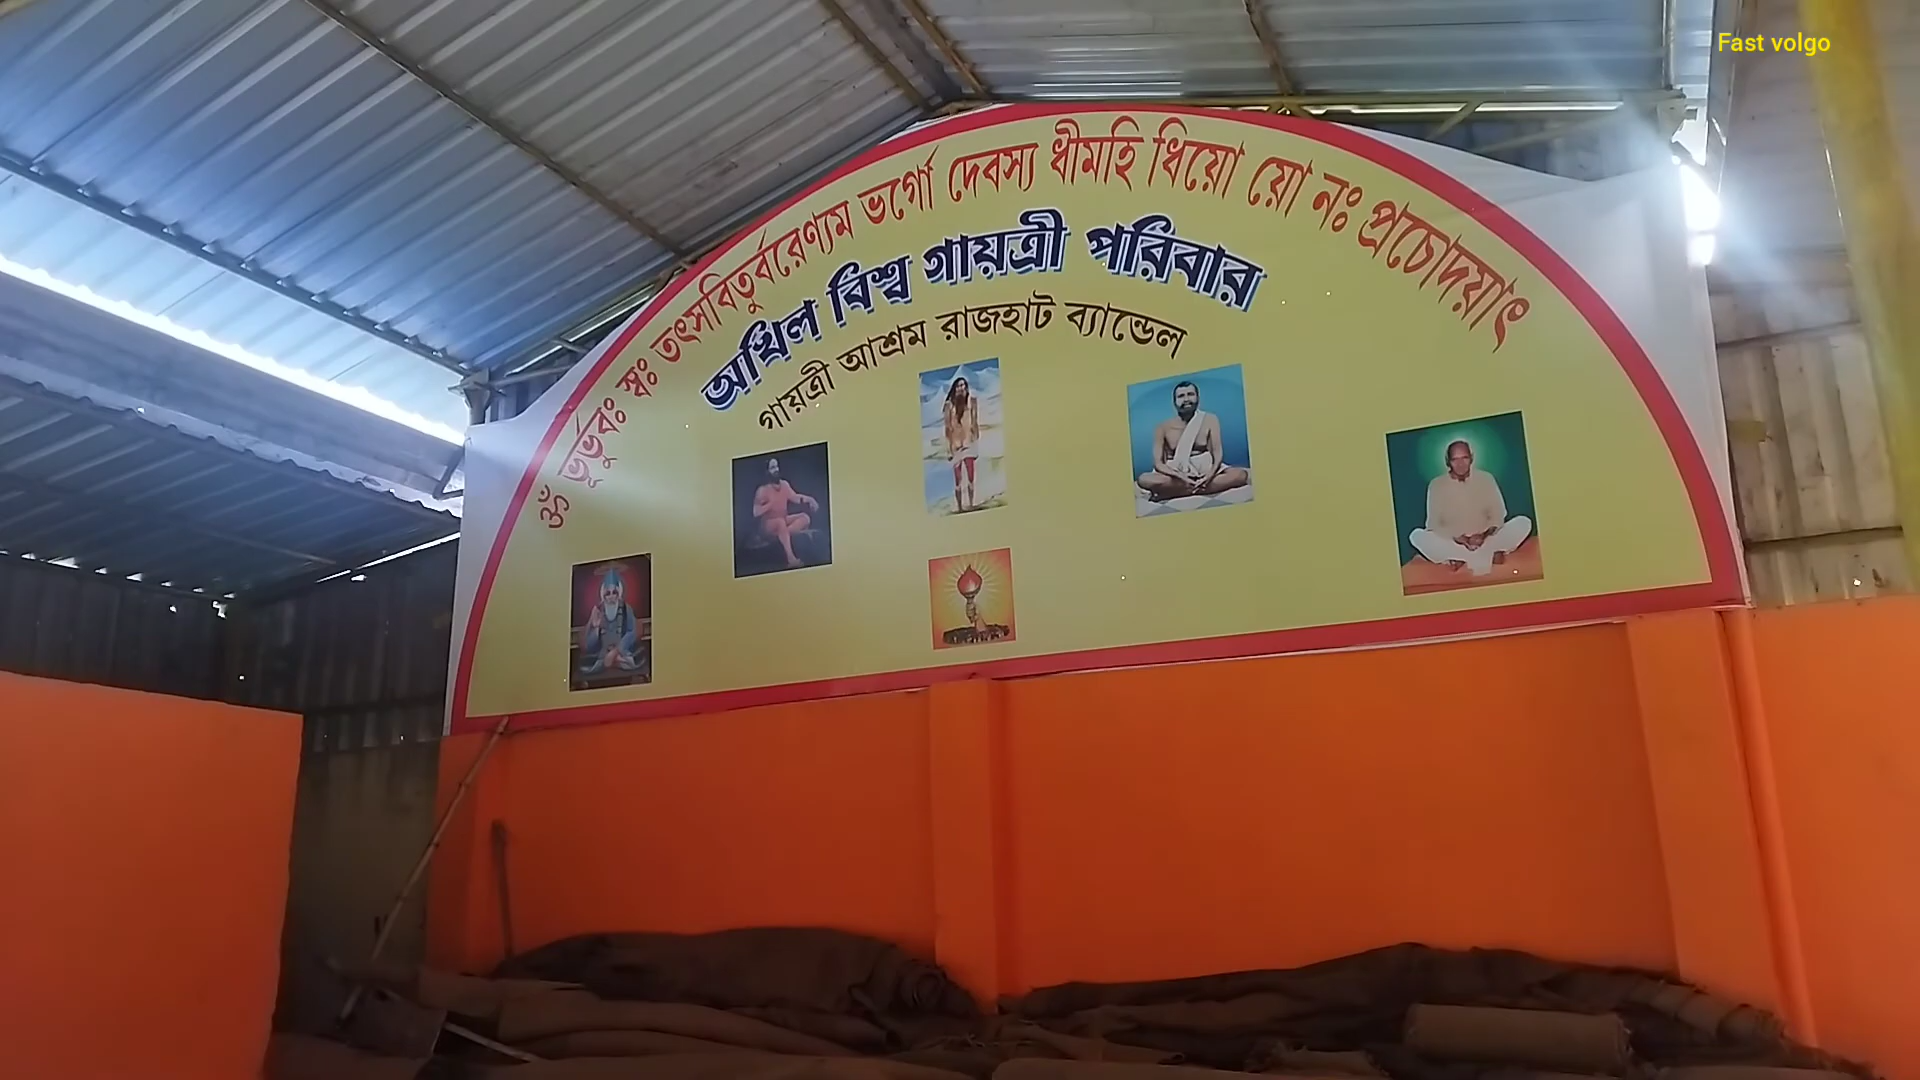 Fast volgo
ॐ ভূর্ভুবঃ স্বঃ তৎসবিতুর্বরেণ্যম ভর্গো দেবস্য ধীমহি ধিয়ো য়ো নঃ প্রচোদয়াৎ
অখিল বিশ্ব গায়ত্রী পরিবার
গায়ত্রী আশ্রম রাজহাট ব্যান্ডেল